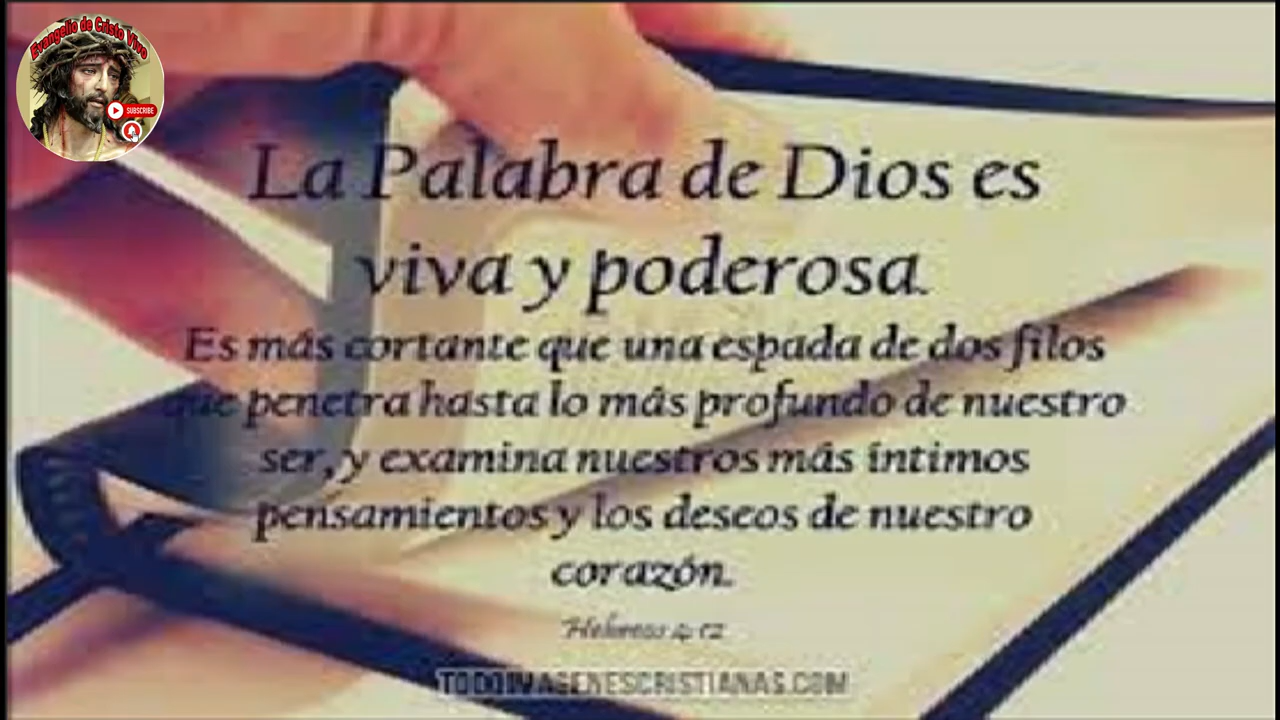 Evangelio de Cristo Vivo
SUBSCRIBE
La Palabra de Dios es
viva y poderosa.
Es más cortante que una espada de dos filos
que penetra hasta lo más profundo de nuestro
ser, y examina nuestros más íntimos
pensamientos y los deseos de nuestro
corazón.
Hebreos 4:12
TODOIMAGENESCRISTIANAS.COM